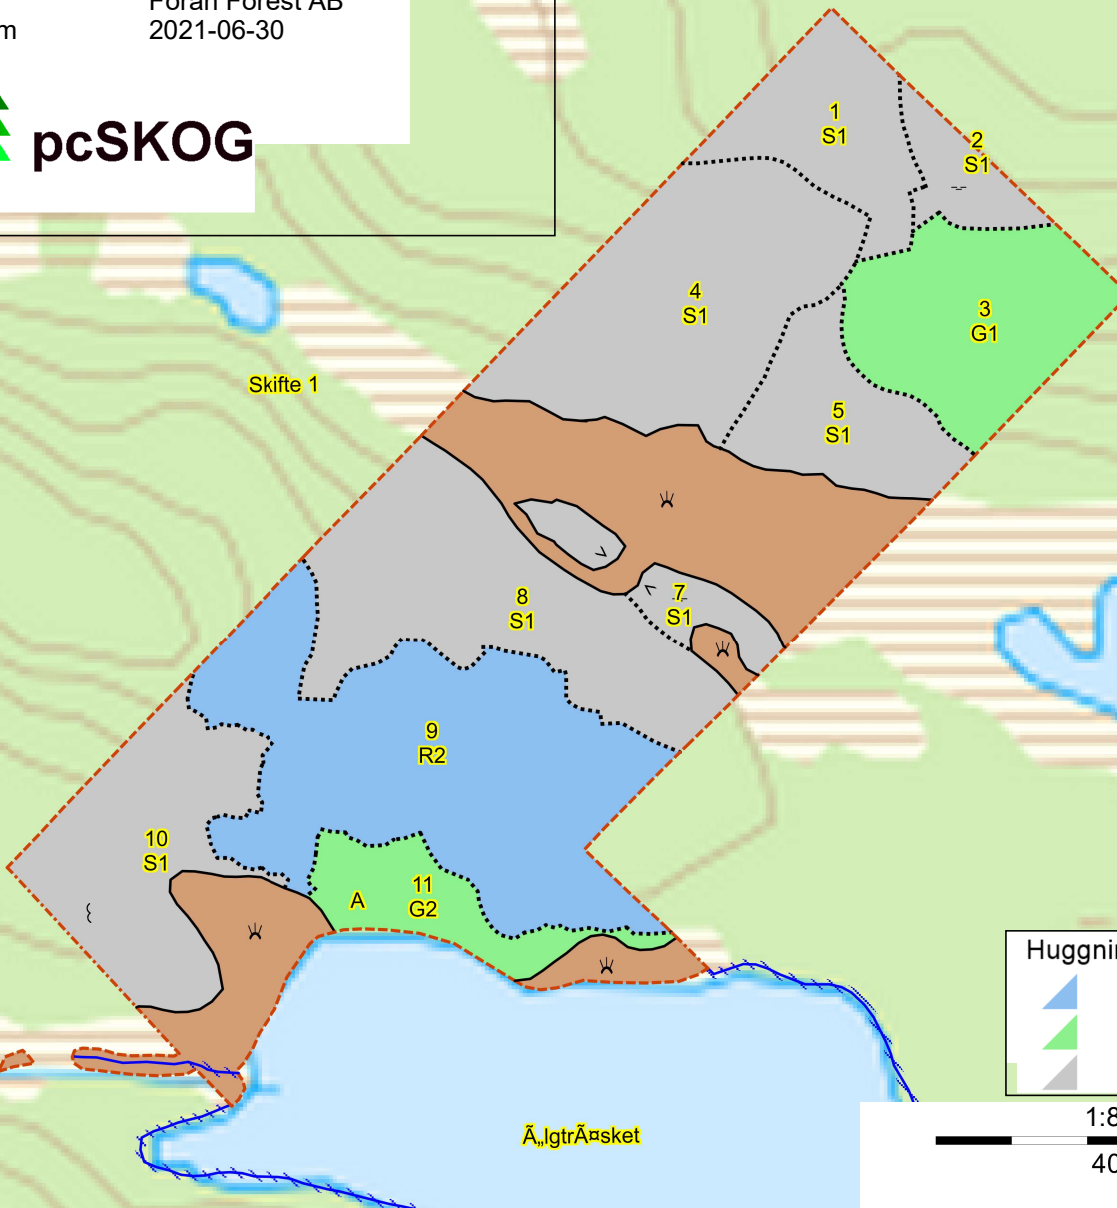 Foran Forest AB
m
2021-06-30
pcSKOG
1
S1
2
S1
4
S1
3
G1
Skifte 1
5
S1
7
S1
8
S1
9
R2
10
S1
11
G2
A
Huggnin
1:8
40
Ã„lgtrÃ¤sket